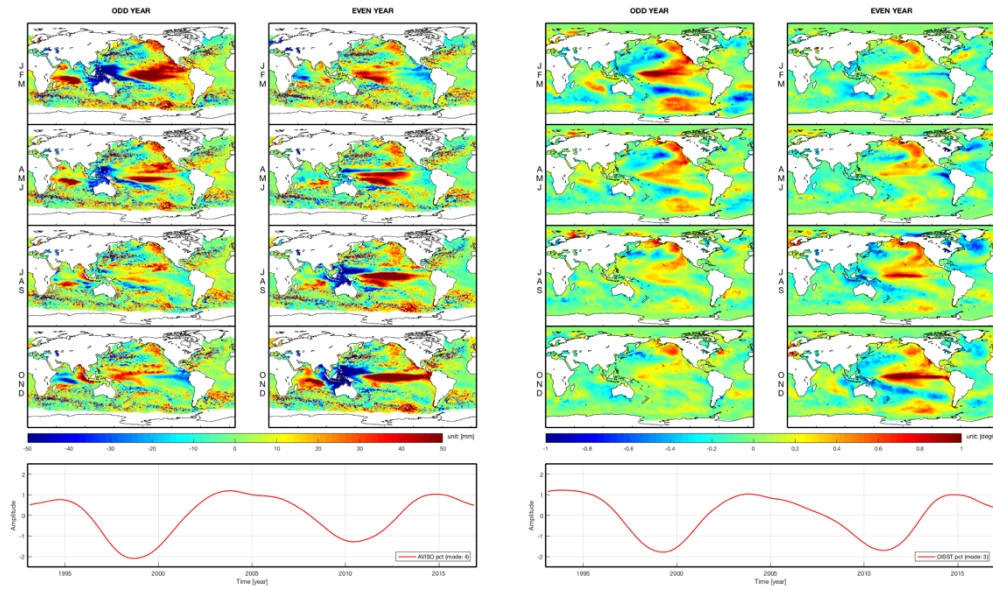 ODD YEAR
EVEN YEAR
ODD YEAR
EVEN YEAR
J
F
M
A
M
J
J
A
S
O
N
D
J
F
M
A
M
J
J
A
S
O
N
D
unit: [mm]
-50 -40 -30 -20 -10 0 10 20 30 40 50
unit: [deg
-1 -0.8 -0.6 -0.4 -0.2 0 0.2 0.4 0.6 0.8 1
Amplitude
2
1
0
-1
-2
AVISO pct (mode: 4)
1995 2000 2005 2010 2015
Time [year]
Amplitude
2
1
0
-1
-2
OISST pct (mode: 3)
1995 2000 2005 2010 2015
Time [year]